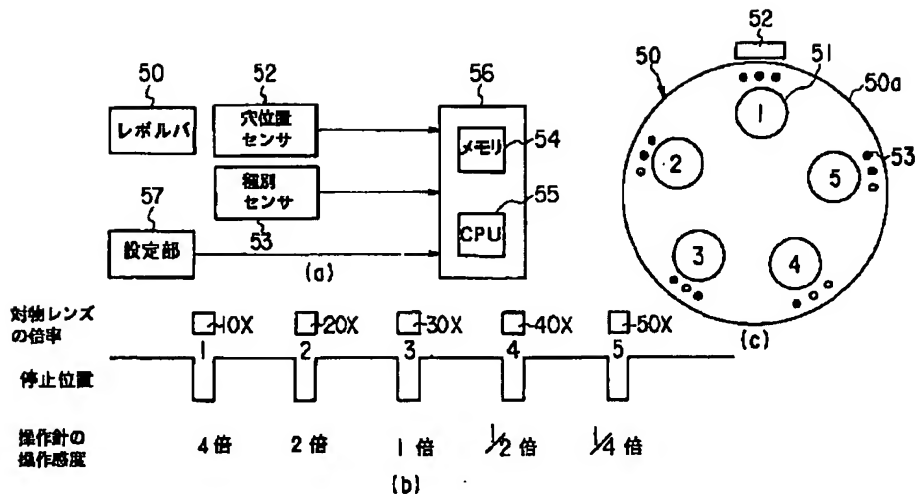 50
レボルバ
52
穴位置
センサ
種別
センサ
53
57
設定部
56
メモリ
54
55
CPU
(a)
52
51
50
50a
53
1
2
3
4
5
(c)
対物レンズ
の倍率
10X
20X
30X
40X
50X
停止位置
1
2
3
4
5
操作針の
操作感度
4倍
2倍
1倍
1/2倍
1/4倍
(b)